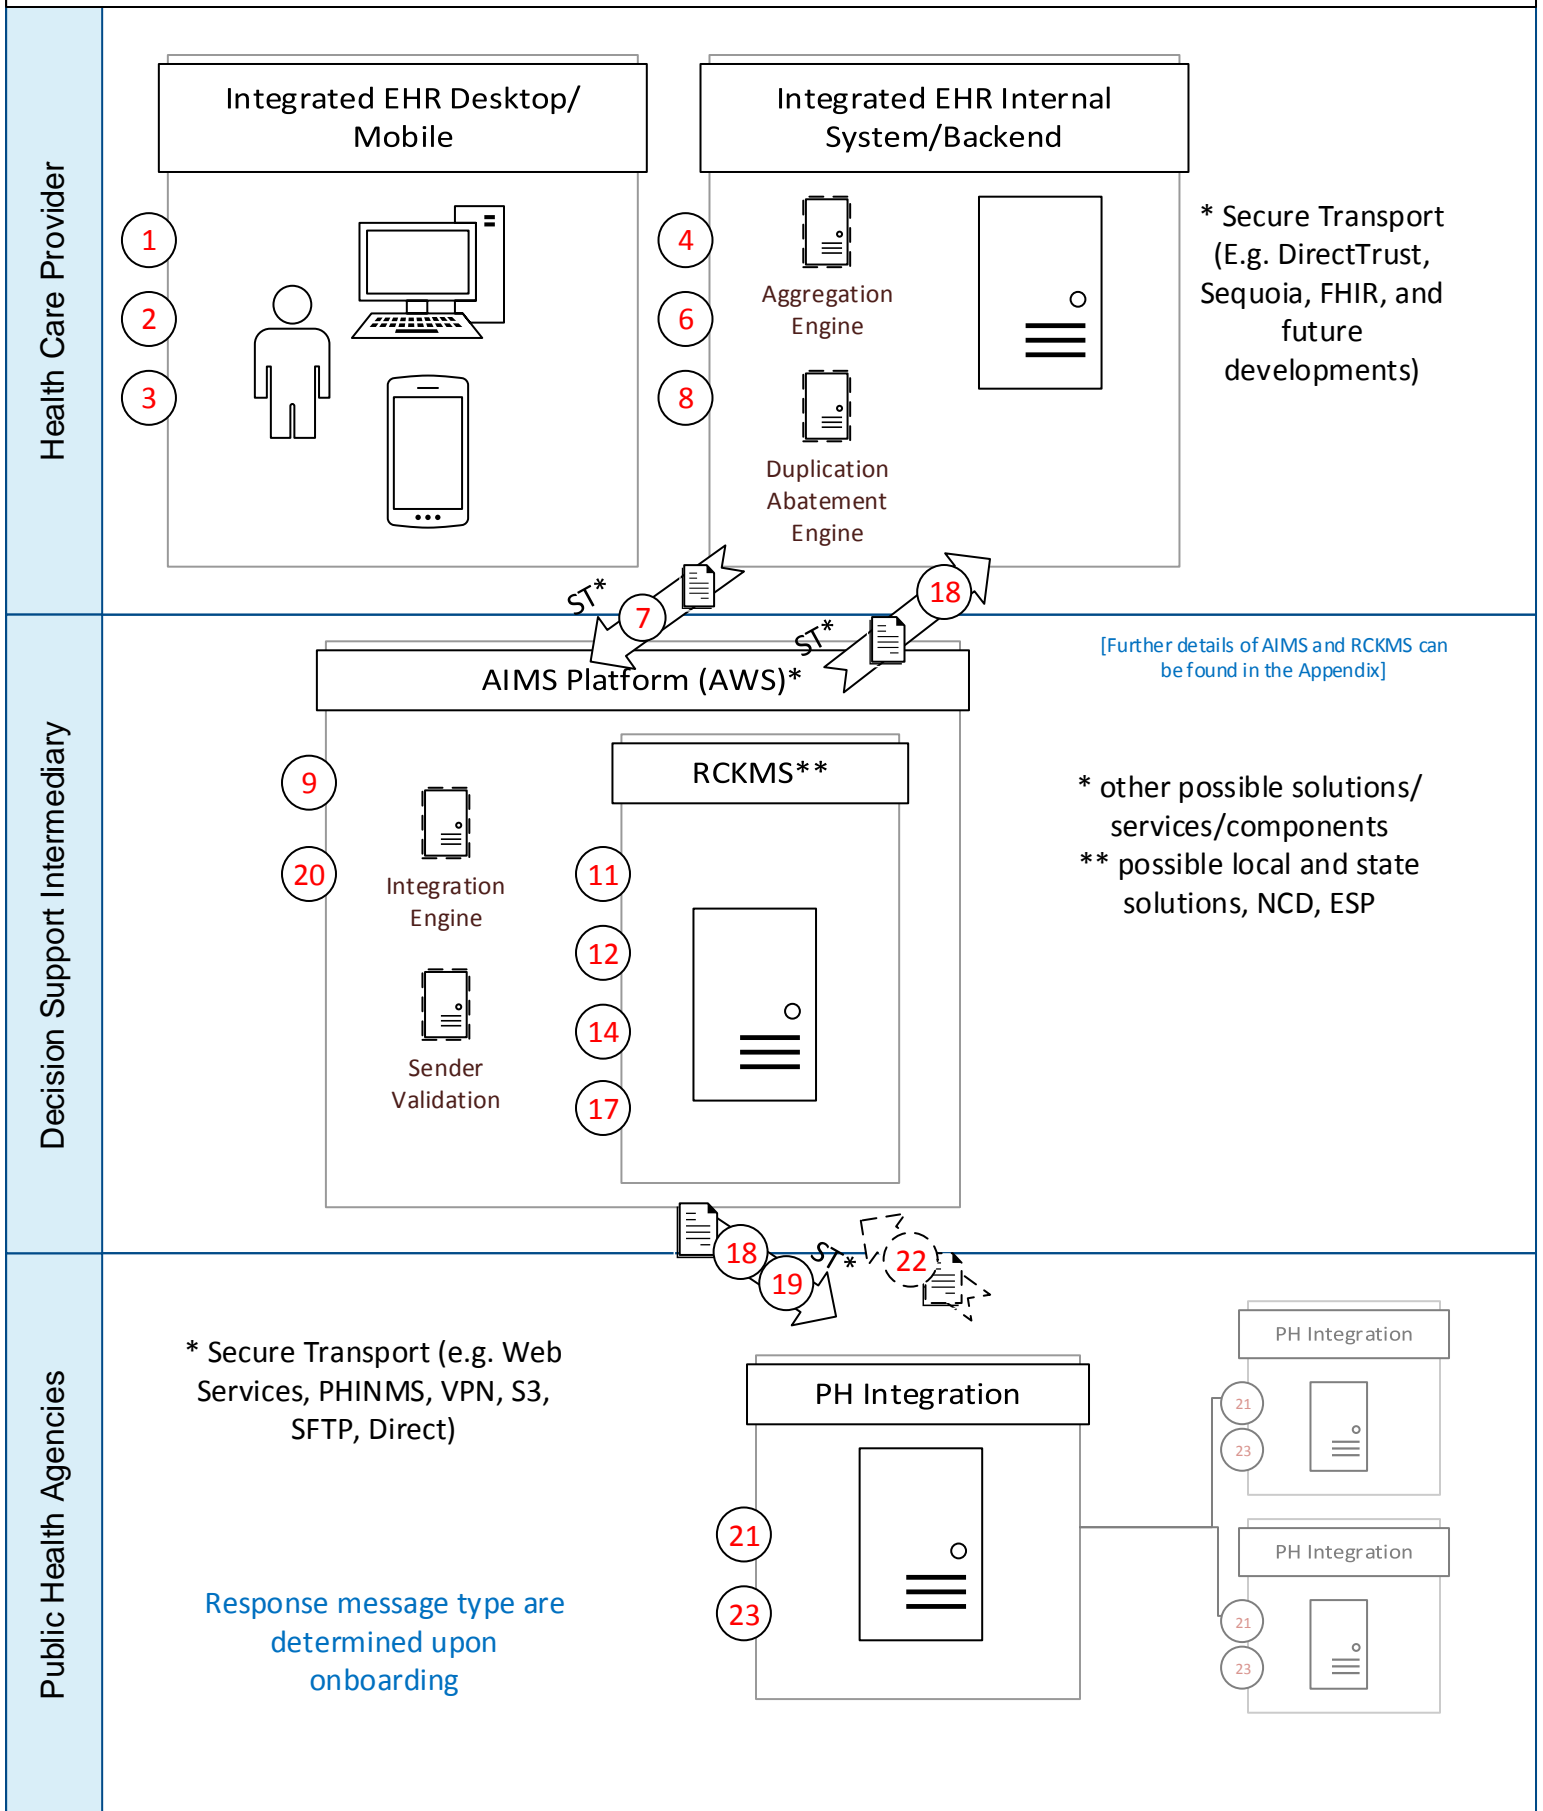 Health Care Provider
Integrated EHR Desktop/
Mobile
1
2
3
Integrated EHR Internal
System/Backend
4
6
8
Aggregation
Engine
Duplication
Abatement
Engine
* Secure Transport
(E.g. DirectTrust,
Sequoia, FHIR, and
future
developments)
ST*
7
ST*
18
Decision Support Intermediary
[Further details of AIMS and RCKMS can
be found in the Appendix]
AIMS Platform (AWS)*
9
20
Integration
Engine
Sender
Validation
RCKMS**
11
12
14
17
* other possible solutions/
services/components
** possible local and state
solutions, NCD, ESP
18
19
ST*
22
Public Health Agencies
* Secure Transport (e.g. Web
Services, PHINMS, VPN, S3,
SFTP, Direct)
Response message type are
determined upon
onboarding
PH Integration
21
23
PH Integration
21
23
PH Integration
21
23